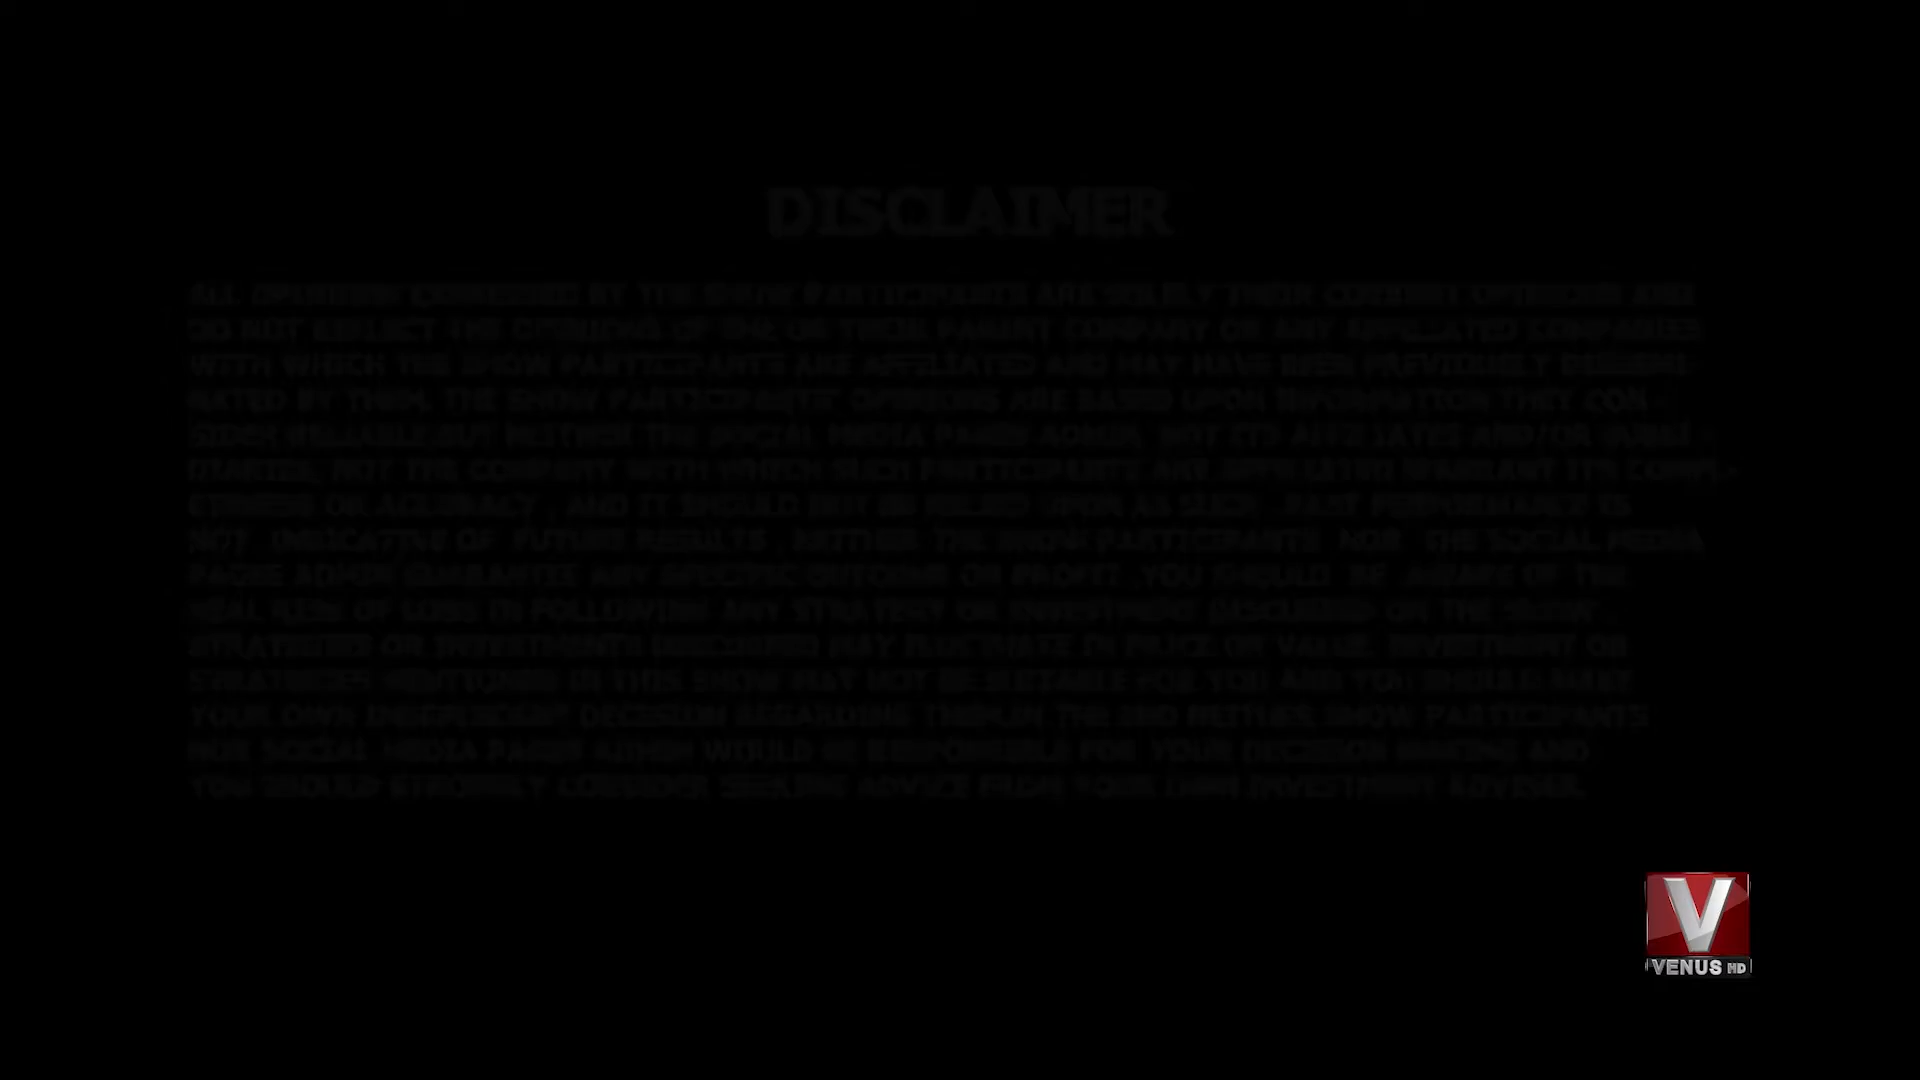 DISCLAIMER
ALL OPINIONS EXPRESSED BY THE SHOW PARTICIPANTS ARE SOLELY THEIR CURRENT OPINIONS AND
DO NOT REFLECT THE OPINIONS OF THE OR THEIR PARENT COMPANY OR ANY AFFILIATED COMPANIES
WITH WHICH THE SHOW PARTICIPANTS ARE AFFILIATED AND MAY HAVE BEEN PREVIOUSLY DISSEMI-
NATED BY THEM. THE SHOW PARTICIPANTS' OPINIONS ARE BASED UPON INFORMATION THEY CON -
SIDER RELIABLE BUT NEITHER THE SOCIAL MEDIA PAGES ADMIN, NOT ITS AFFILIATES AND/OR
NOT THE COMPANY WITH WHICH SUCH PARTICIPANTS ARE AFFILIATED WARRANT ITS COMPL-
ETENESS OR ACCURACY , AND IT SHOULD NOT BE RELIED UPON AS SUCH . PAST PERFORMANCE IS
NOT INDICATIVE OF FUTURE RESULTS . NEITHER THE SHOW PARTICIPANTS NOR THE SOCIAL MEDIA
PAGES ADMIN GUARANTEE ANY SPECIFIC OUTCOME OR PROFIT. YOU SHOULD BE AWARE OF THE
REAL RISK OF LOSS IN FOLLOWING ANY STRATEGY OR INVESTMENT DISCUSSED ON THE SHOW .
STRATEGIES OR INVESTMENTS DISCUSSED MAY FLUCTUATE IN PRICE OR VALUE. INVESTMENT OR
STRATEGIES MENTIONED IN THIS SHOW MAY NOT BE SUITABLE FOR YOU AND YOU SHOULD MAKE
YOUR OWN INDEPENDENT DECISION REGARDING THEM.IN THE END NEITHER SHOW PARTICIPANTS
NOR SOCIAL MEDIA PAGES ADMIN WOULD BE RESPONSIBLE FOR YOUR DECISION MAKING AND
YOU SHOULD STRONGLY CONSIDER SEEKING ADVICE FROM YOUR OWN INVESTMENT ADVISER.
V
VENUS HD